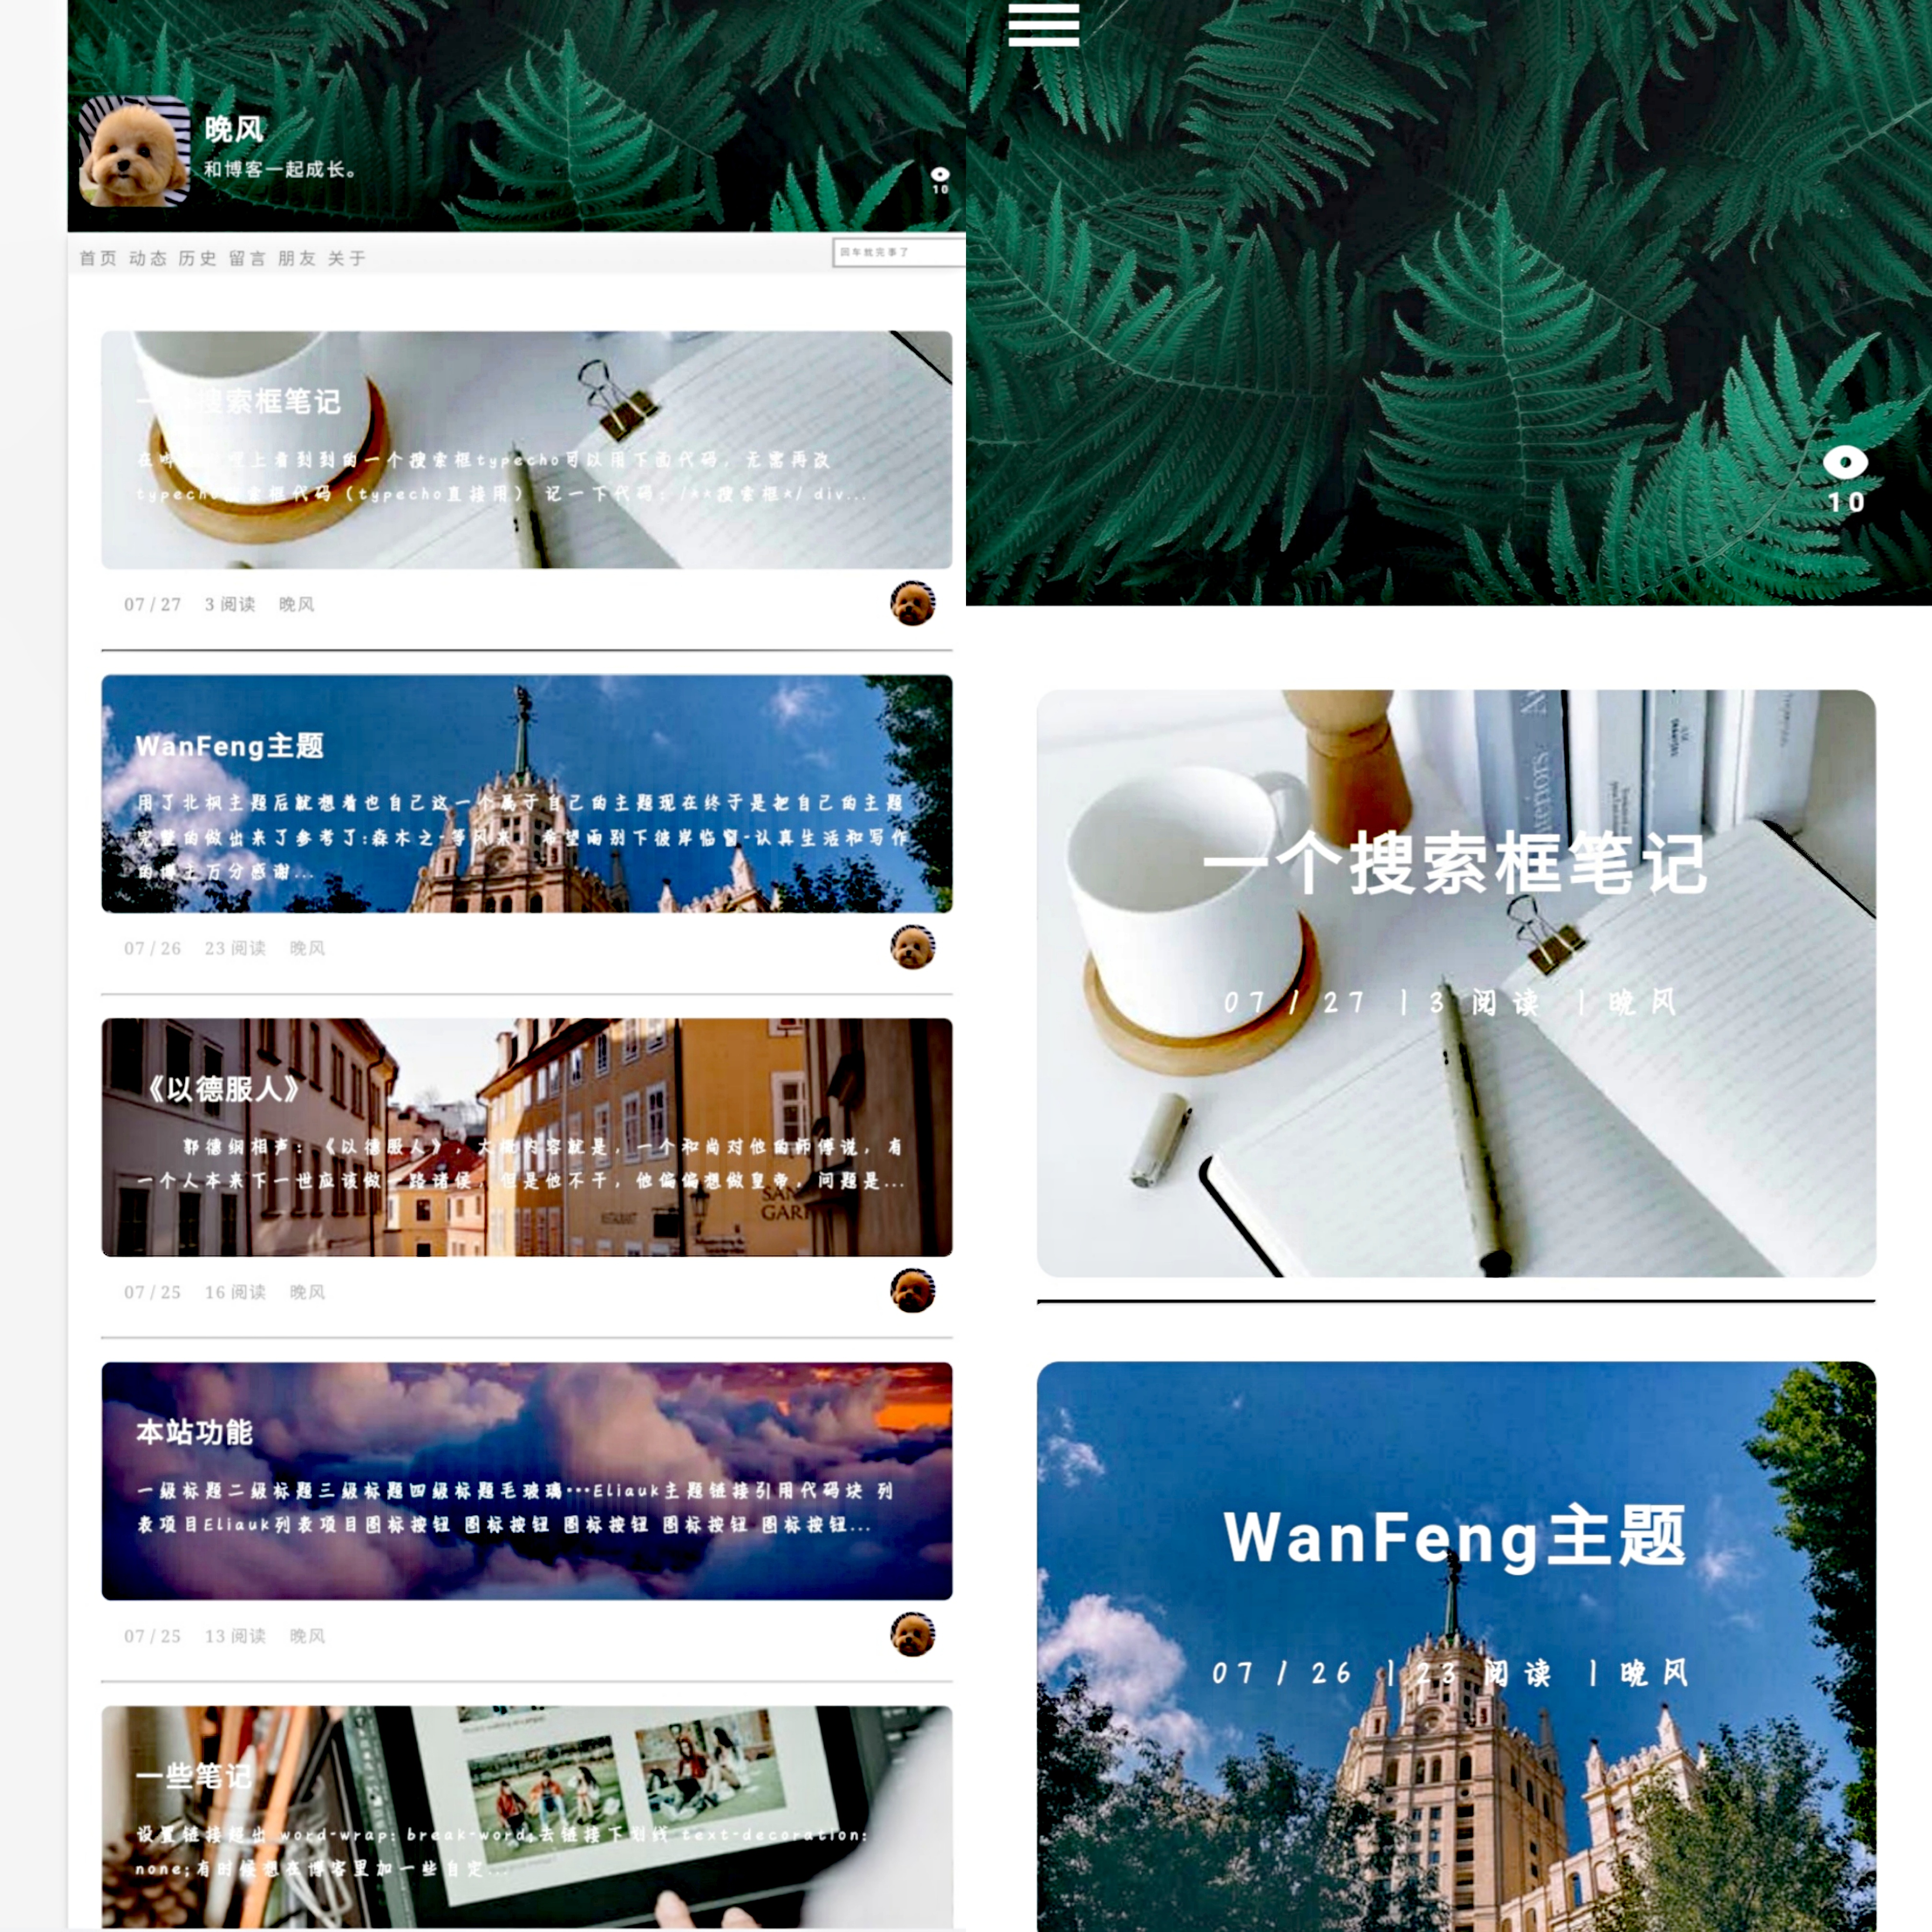 晚风
和博客一起成长。
10
首页 动态 历史 留言 朋友 关于
回车就完事了
搜索框笔记
上看到到的一个搜索框typecho可以用下面代码，无需再改
typecho搜索框代码（typecho直接用） 记一下代码：/**搜索框*/ div...
07 / 27 3 阅读 晚风
WanFeng主题
用了北枫主题后就想着也自己这一个属于自己的主题现在终于是把自己的主题
完整的做出来了参考了:森木之-等风来，希望雨别下彼岸临窗-认真生活和写作
的博主百分感谢...
07 / 26 23 阅读 晚风
《以德服人》
郭德纲相声：《以德服人》，大概内容就是，一个和尚对他的师傅说，有
一个人本来下一世应该做一路诸侯，但是他不干，他偏偏想做皇帝，问题是...
SAN
GAR
07 / 25 16 阅读 晚风
本站功能
一级标题二级标题三级标题四级标题毛玻璃···Eliauk主题链接引用代码块 列
表项目Eliauk列表项目图标按钮 图标按钮 图标按钮 图标按钮 图标按钮...
07 / 25 13 阅读 晚风
一些笔记
设置链接超出 word-wrap: break-word;去链接下划线 text-decoration:
none;有时候想在博客里加一些自定...
10
一个搜索框笔记
07 / 27 | 3 阅读 | 晚风
WanFeng主题
07 / 26 | 23 阅读 | 晚风